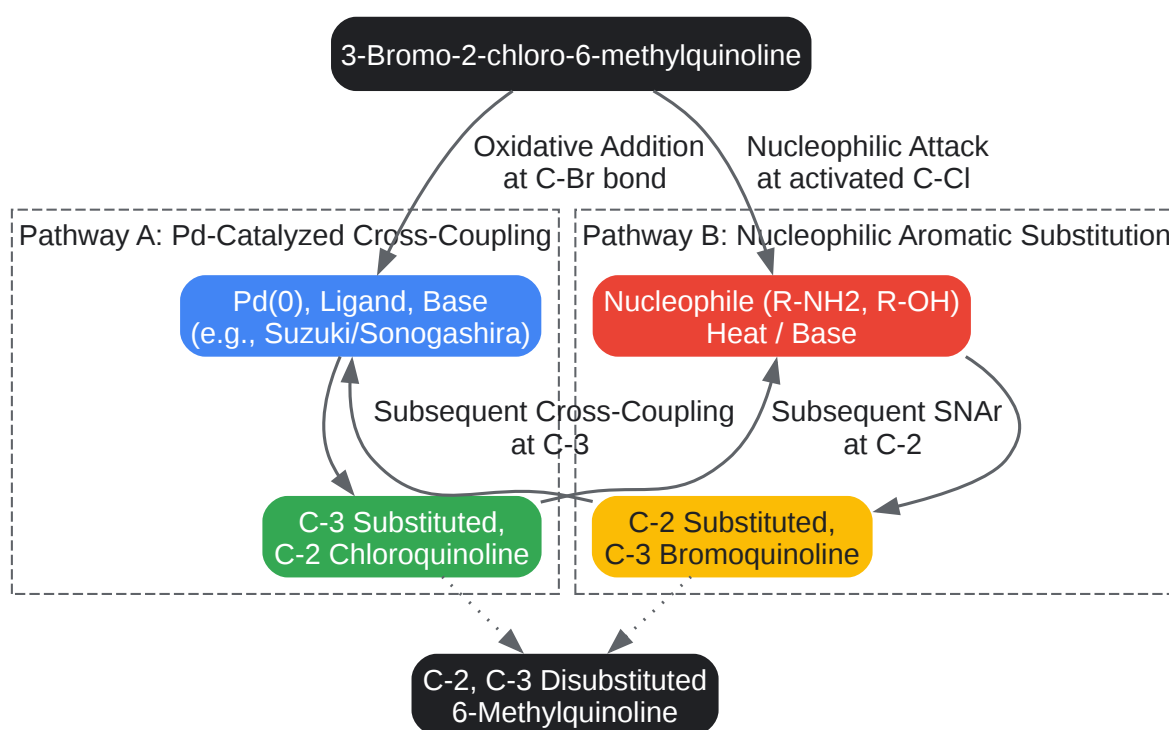 3-Bromo-2-chloro-6-methylquinoline
Oxidative Addition
at C-Br bond
Nucleophilic Attack
at activated C-Cl
Pathway A: Pd-Catalyzed Cross-Coupling
Pathway B: Nucleophilic Aromatic Substitution
Pd(0), Ligand, Base
(e.g., Suzuki/Sonogashira)
Nucleophile (R-NH2, R-OH)
Heat / Base
Subsequent Cross-Coupling
at C-3
Subsequent SNAr
at C-2
C-3 Substituted,
C-2 Chloroquinoline
C-2 Substituted,
C-3 Bromoquinoline
C-2, C-3 Disubstituted
6-Methylquinoline